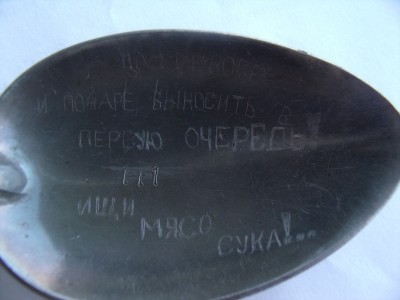 И ПОЖАРЕ, ВЫНОСИТЬ В
ПЕРВУЮ ОЧЕРЕДЬ!
!!!
ИЩИ
МЯСО
СУКА!...